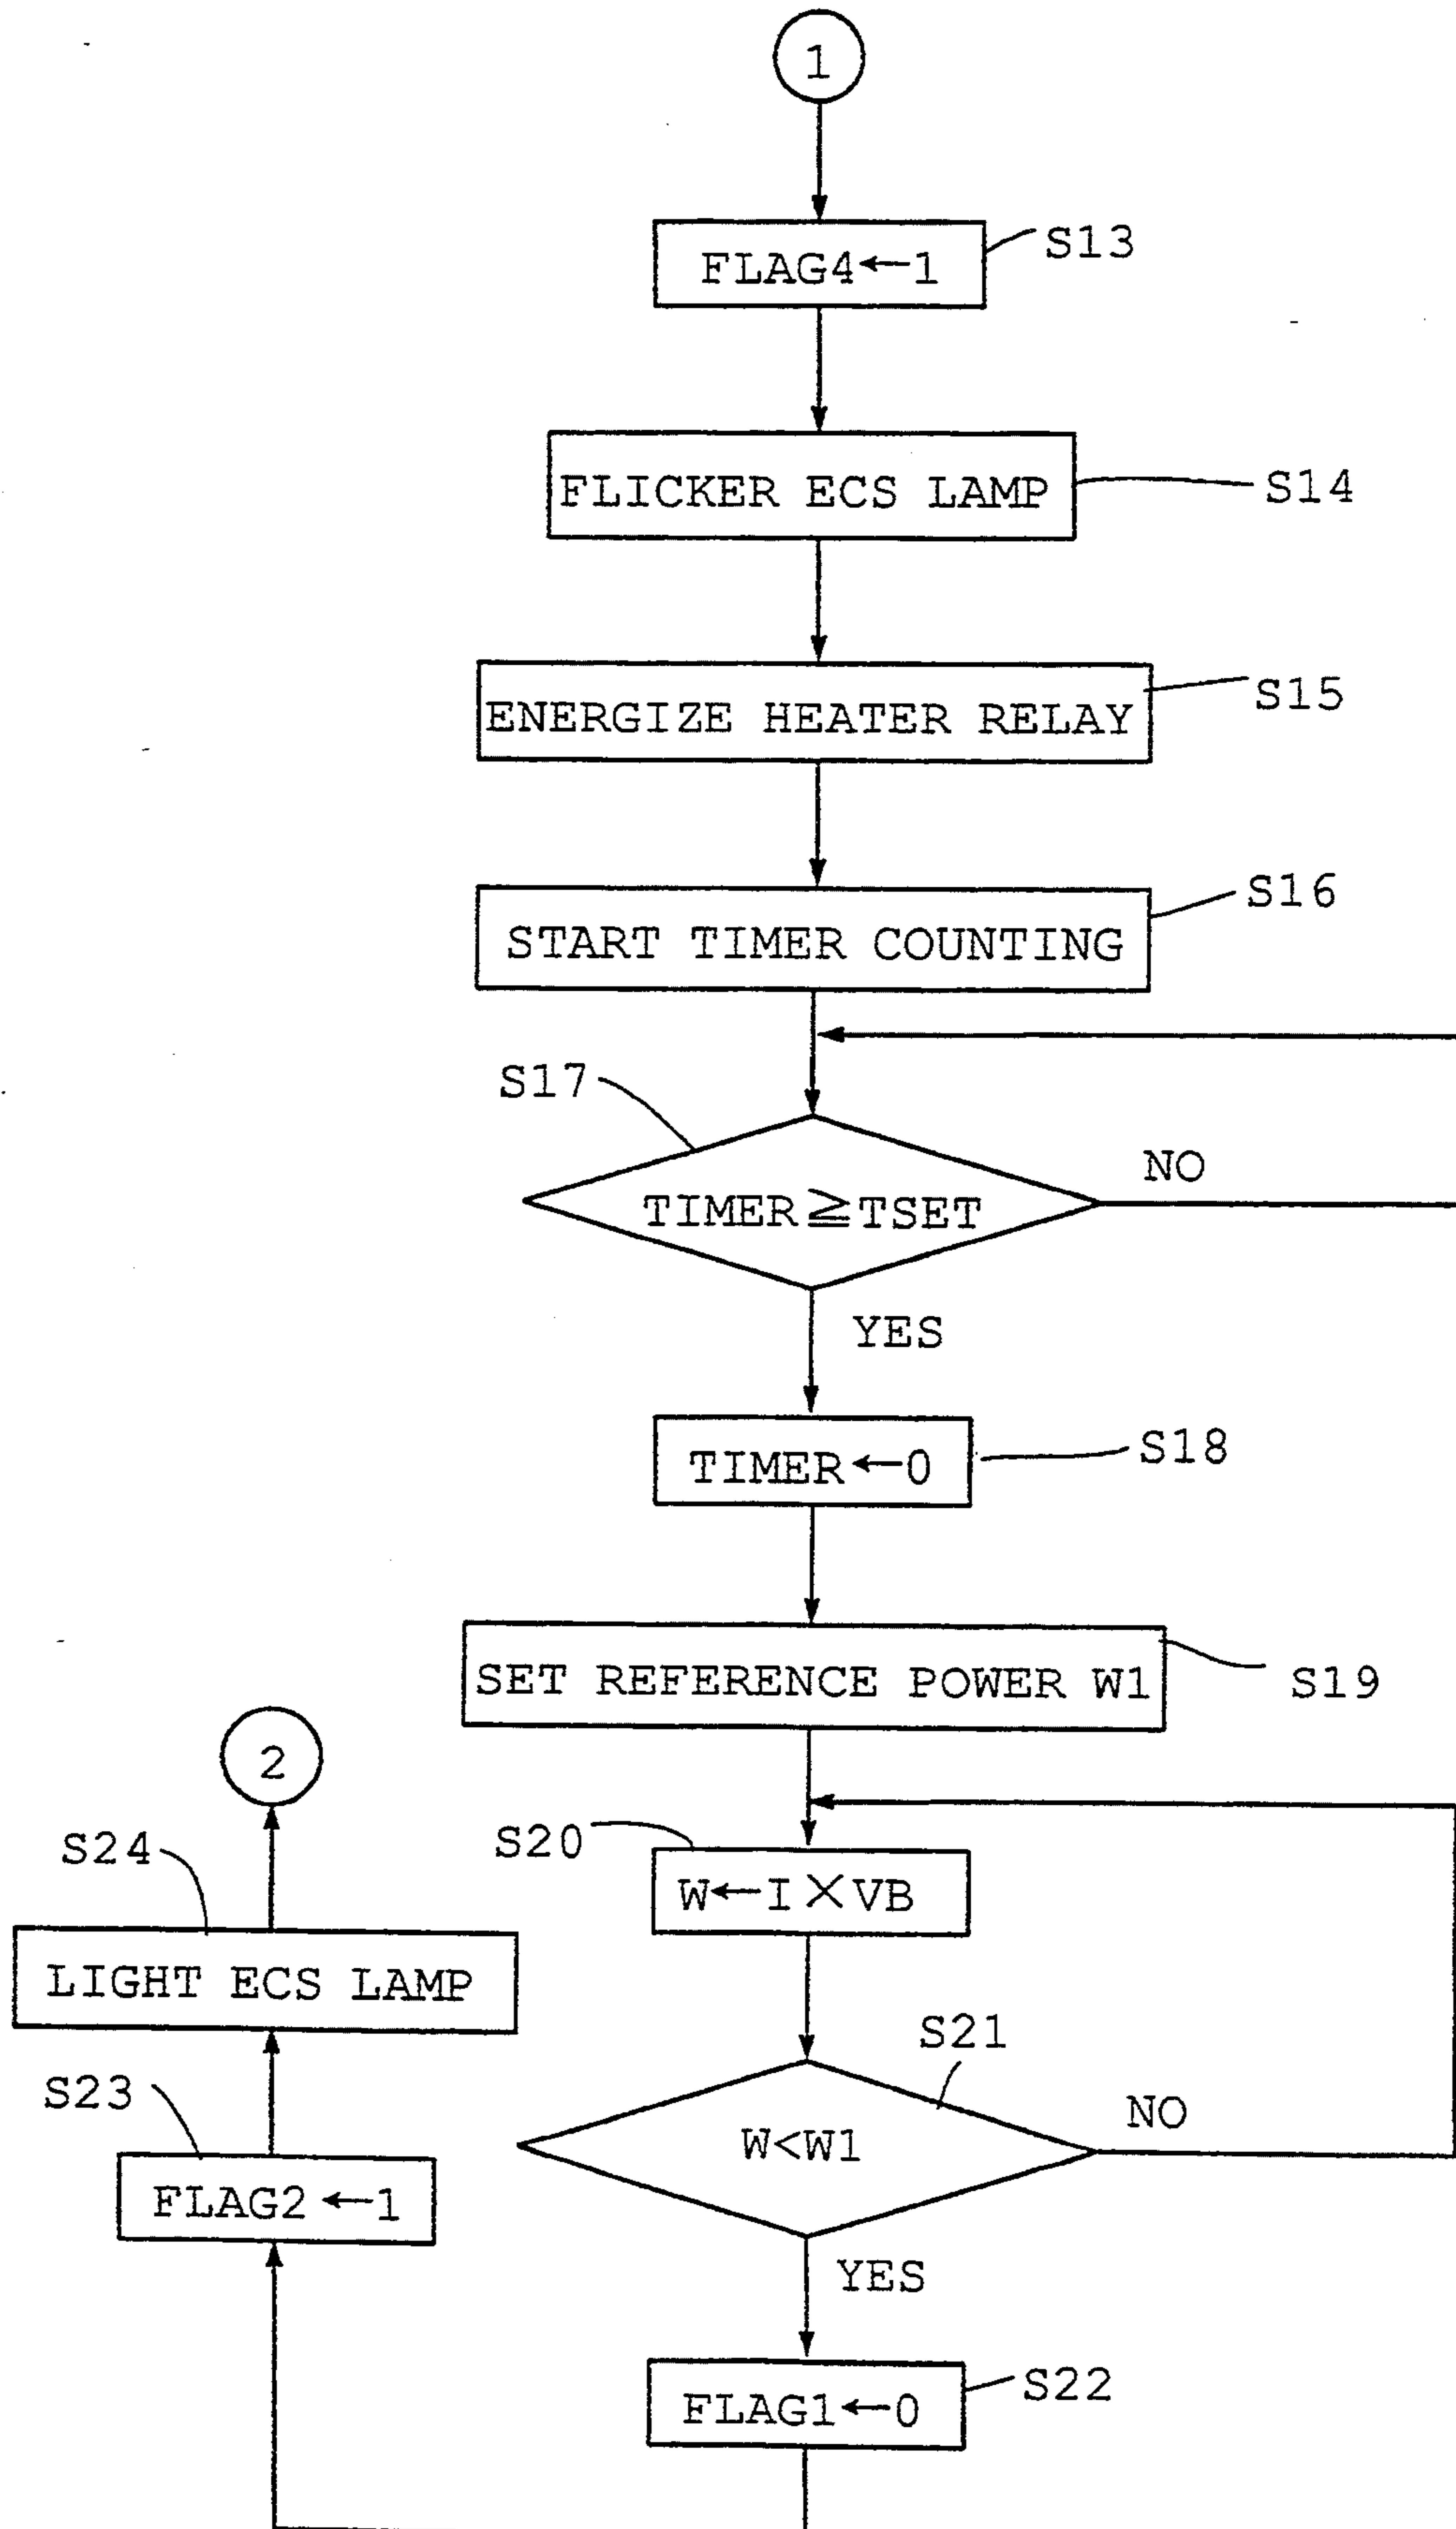 1
FLAG4←1
S13
FLICKER ECS LAMP
S14
ENERGIZE HEATER RELAY
S15
START TIMER COUNTING
S16
S17
TIMER≧TSET
NO
YES
TIMER←0
S18
SET REFERENCE POWER W1
S19
S20
W←I×VB
S21
W<W1
NO
YES
FLAG1←0
S22
S23
FLAG2←1
S24
LIGHT ECS LAMP
2